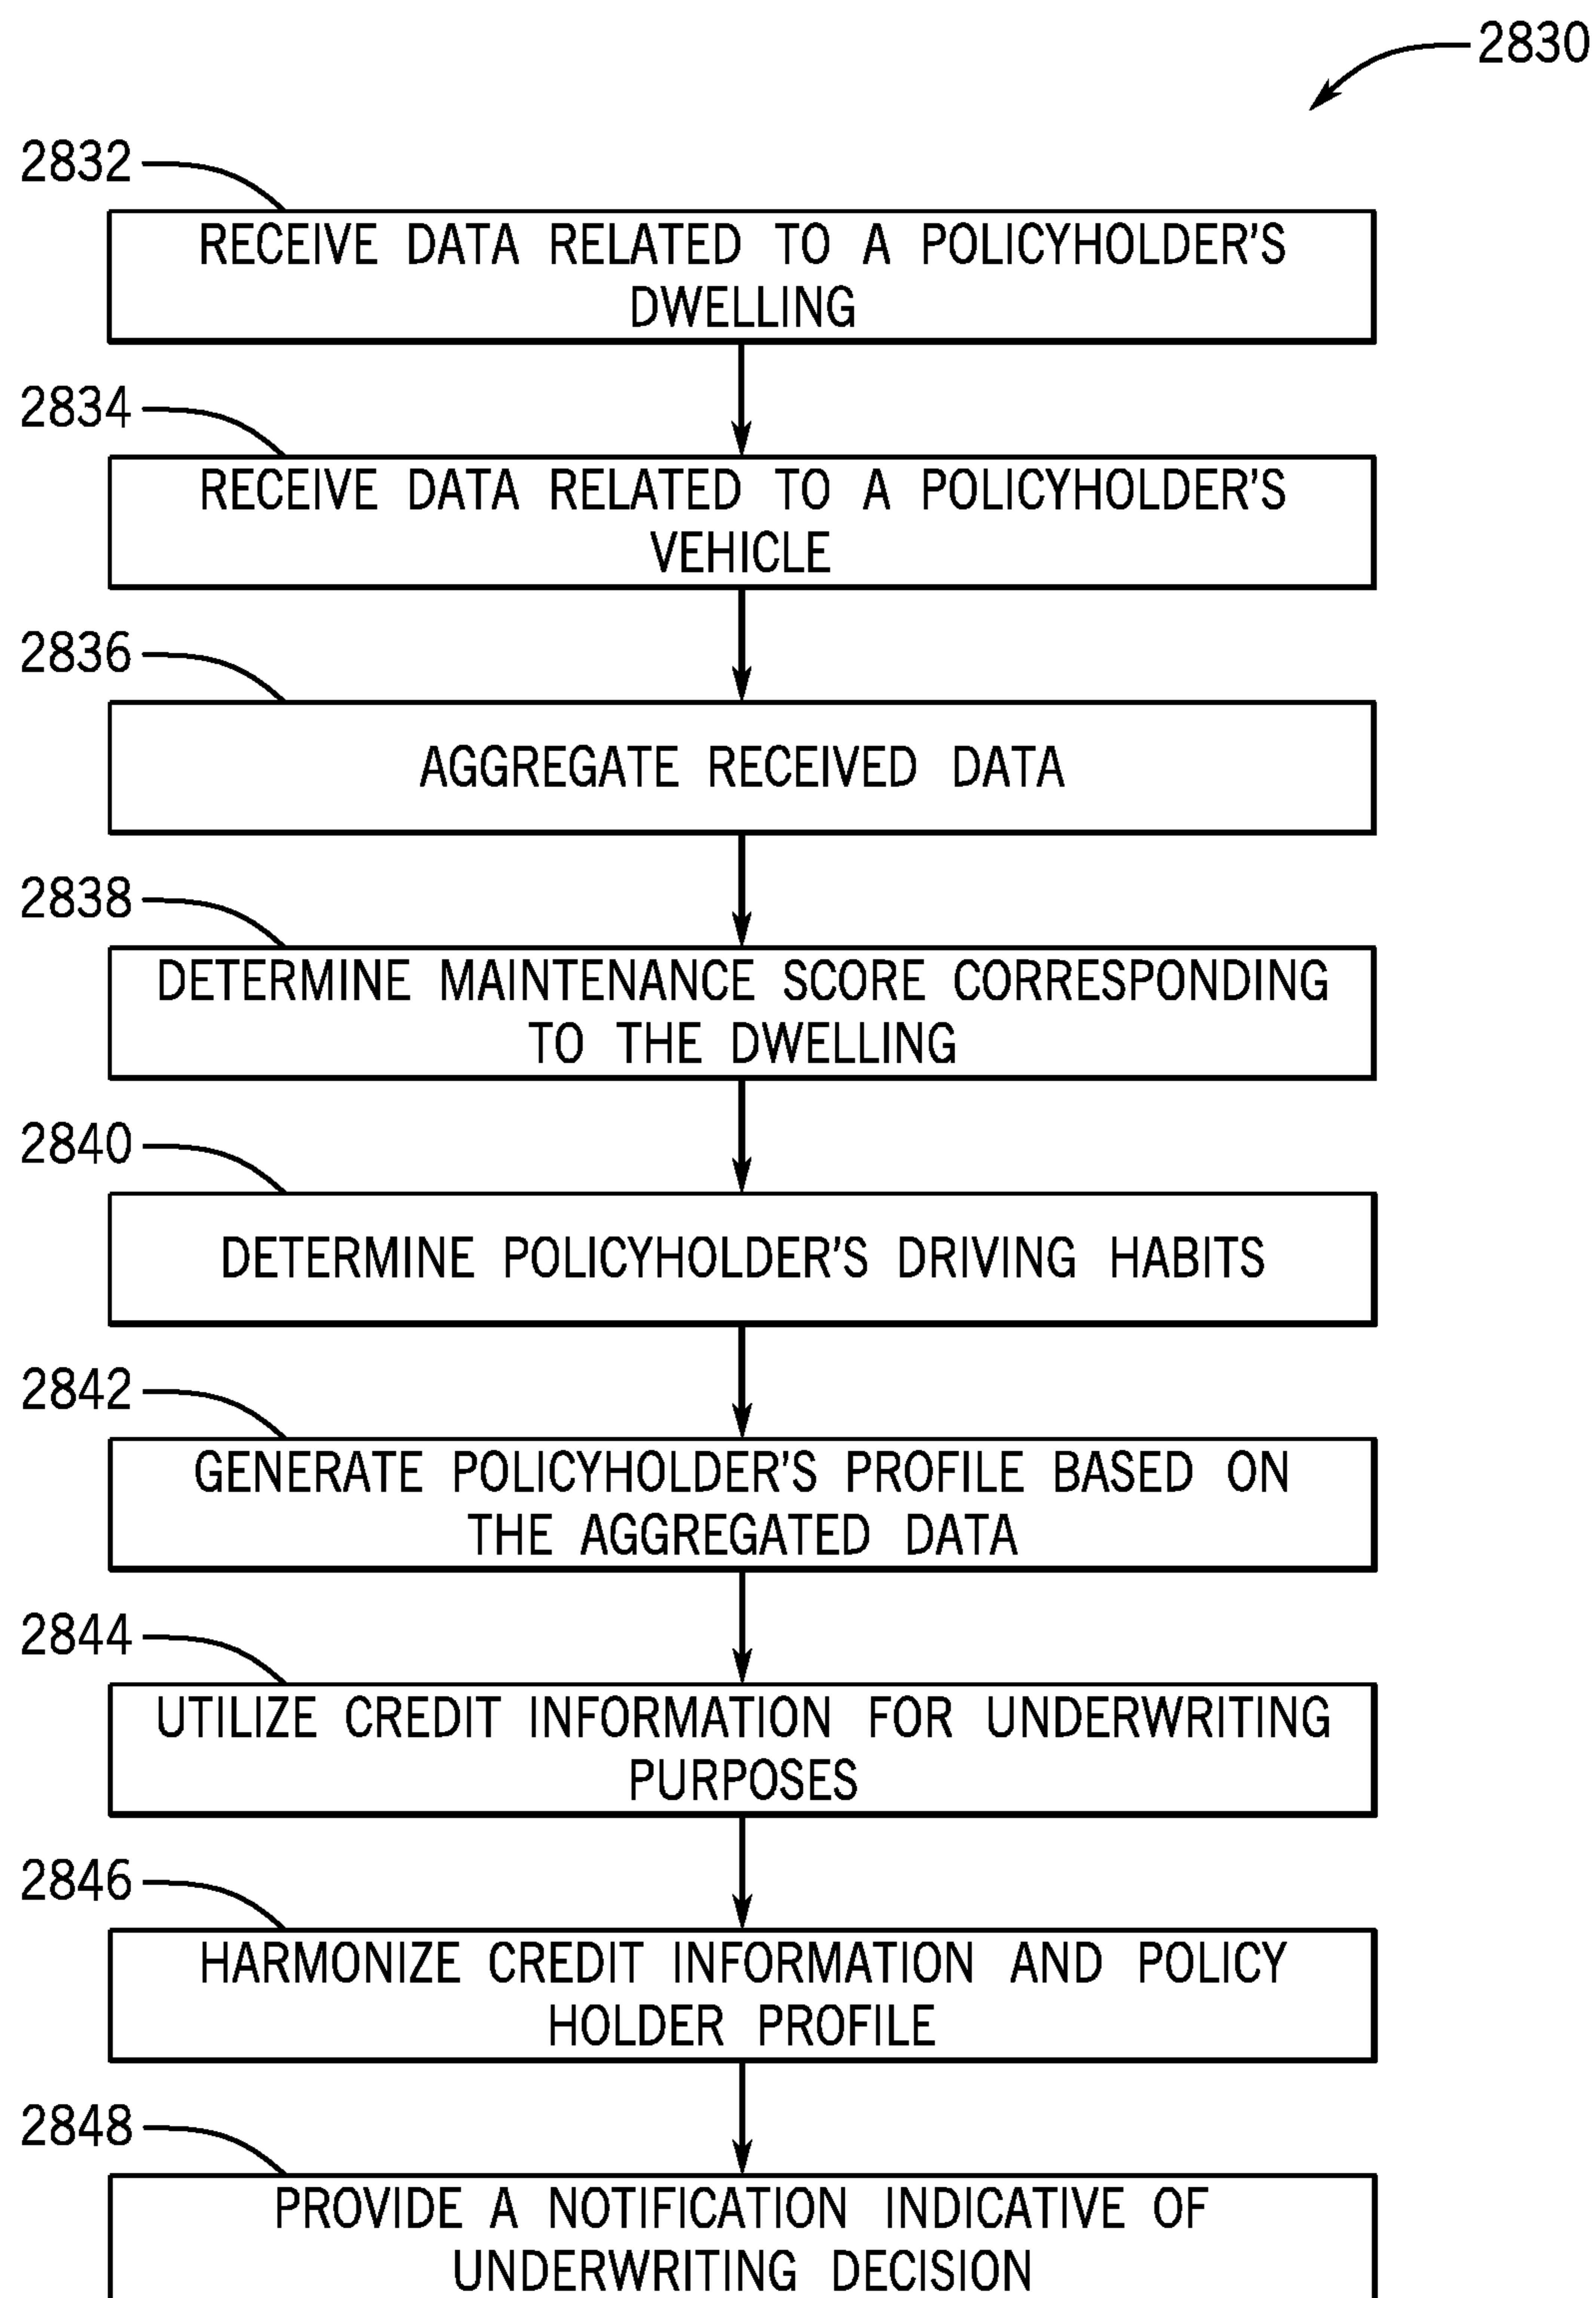 2830
2832
RECEIVE DATA RELATED TO A POLICYHOLDER'S
DWELLING
2834
RECEIVE DATA RELATED TO A POLICYHOLDER'S
VEHICLE
2836
AGGREGATE RECEIVED DATA
2838
DETERMINE MAINTENANCE SCORE CORRESPONDING
TO THE DWELLING
2840
DETERMINE POLICYHOLDER'S DRIVING HABITS
2842
GENERATE POLICYHOLDER'S PROFILE BASED ON
THE AGGREGATED DATA
2844
UTILIZE CREDIT INFORMATION FOR UNDERWRITING
PURPOSES
2846
HARMONIZE CREDIT INFORMATION AND POLICY
HOLDER PROFILE
2848
PROVIDE A NOTIFICATION INDICATIVE OF
UNDERWRITING DECISION